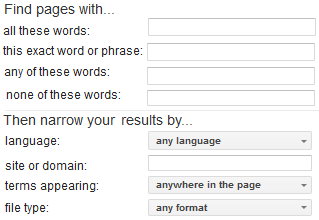 Find pages with...
all these words:
this exact word or phrase:
any of these words:
none of these words:
Then narrow your results by...
language: any language
site or domain:
terms appearing: anywhere in the page
file type: any format